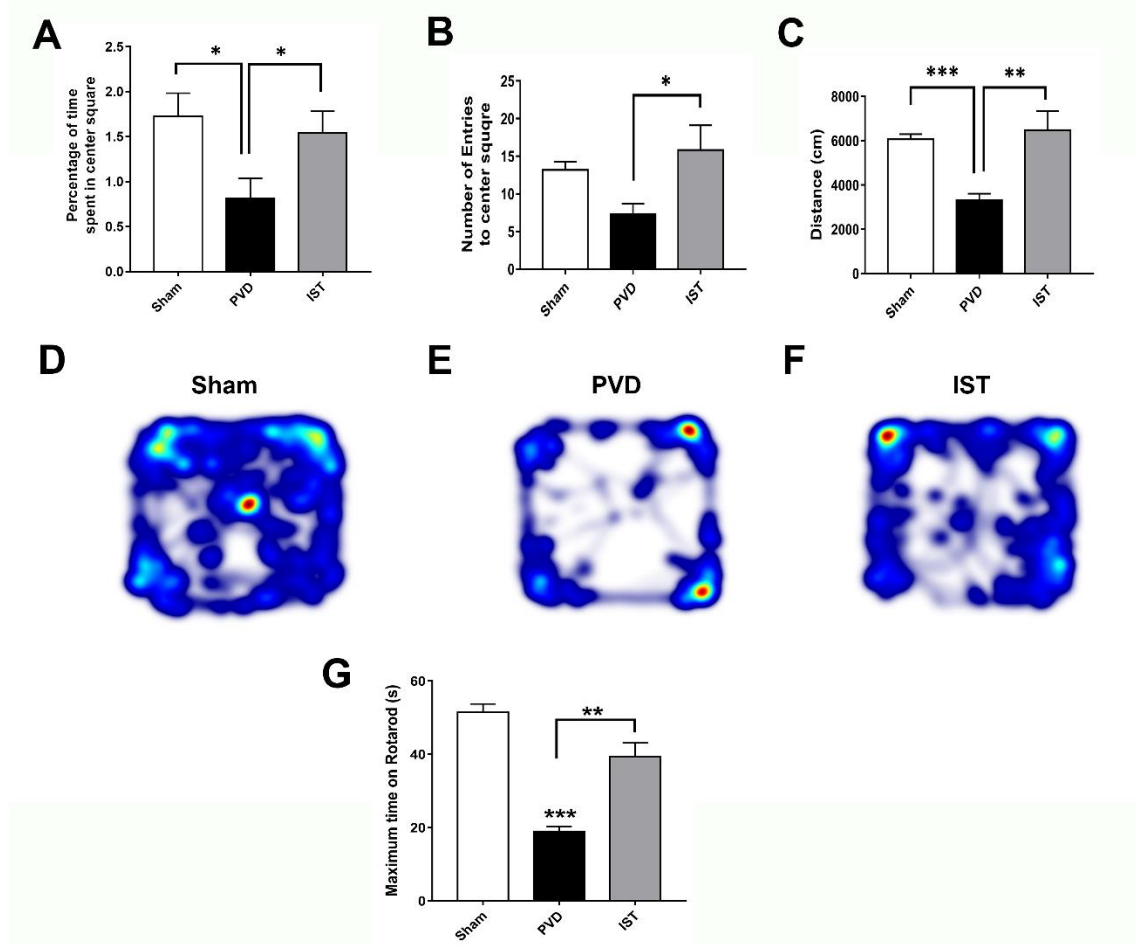 A
Percentage of time
spent in center square
2.5
2.0
1.5
1.0
0.5
0.0
*
*
Sham
PVD
IST
B
Number of Entries
to center suqqre
25
20
15
10
5
0
*
Sham
PVD
IST
C
Distance (cm)
8000
6000
4000
2000
0
***
**
Sham
PVD
IST
D
Sham
E
PVD
F
IST
G
Maximum time on Rotarod (s)
60
40
20
0
***
**
Sham
PVD
IST